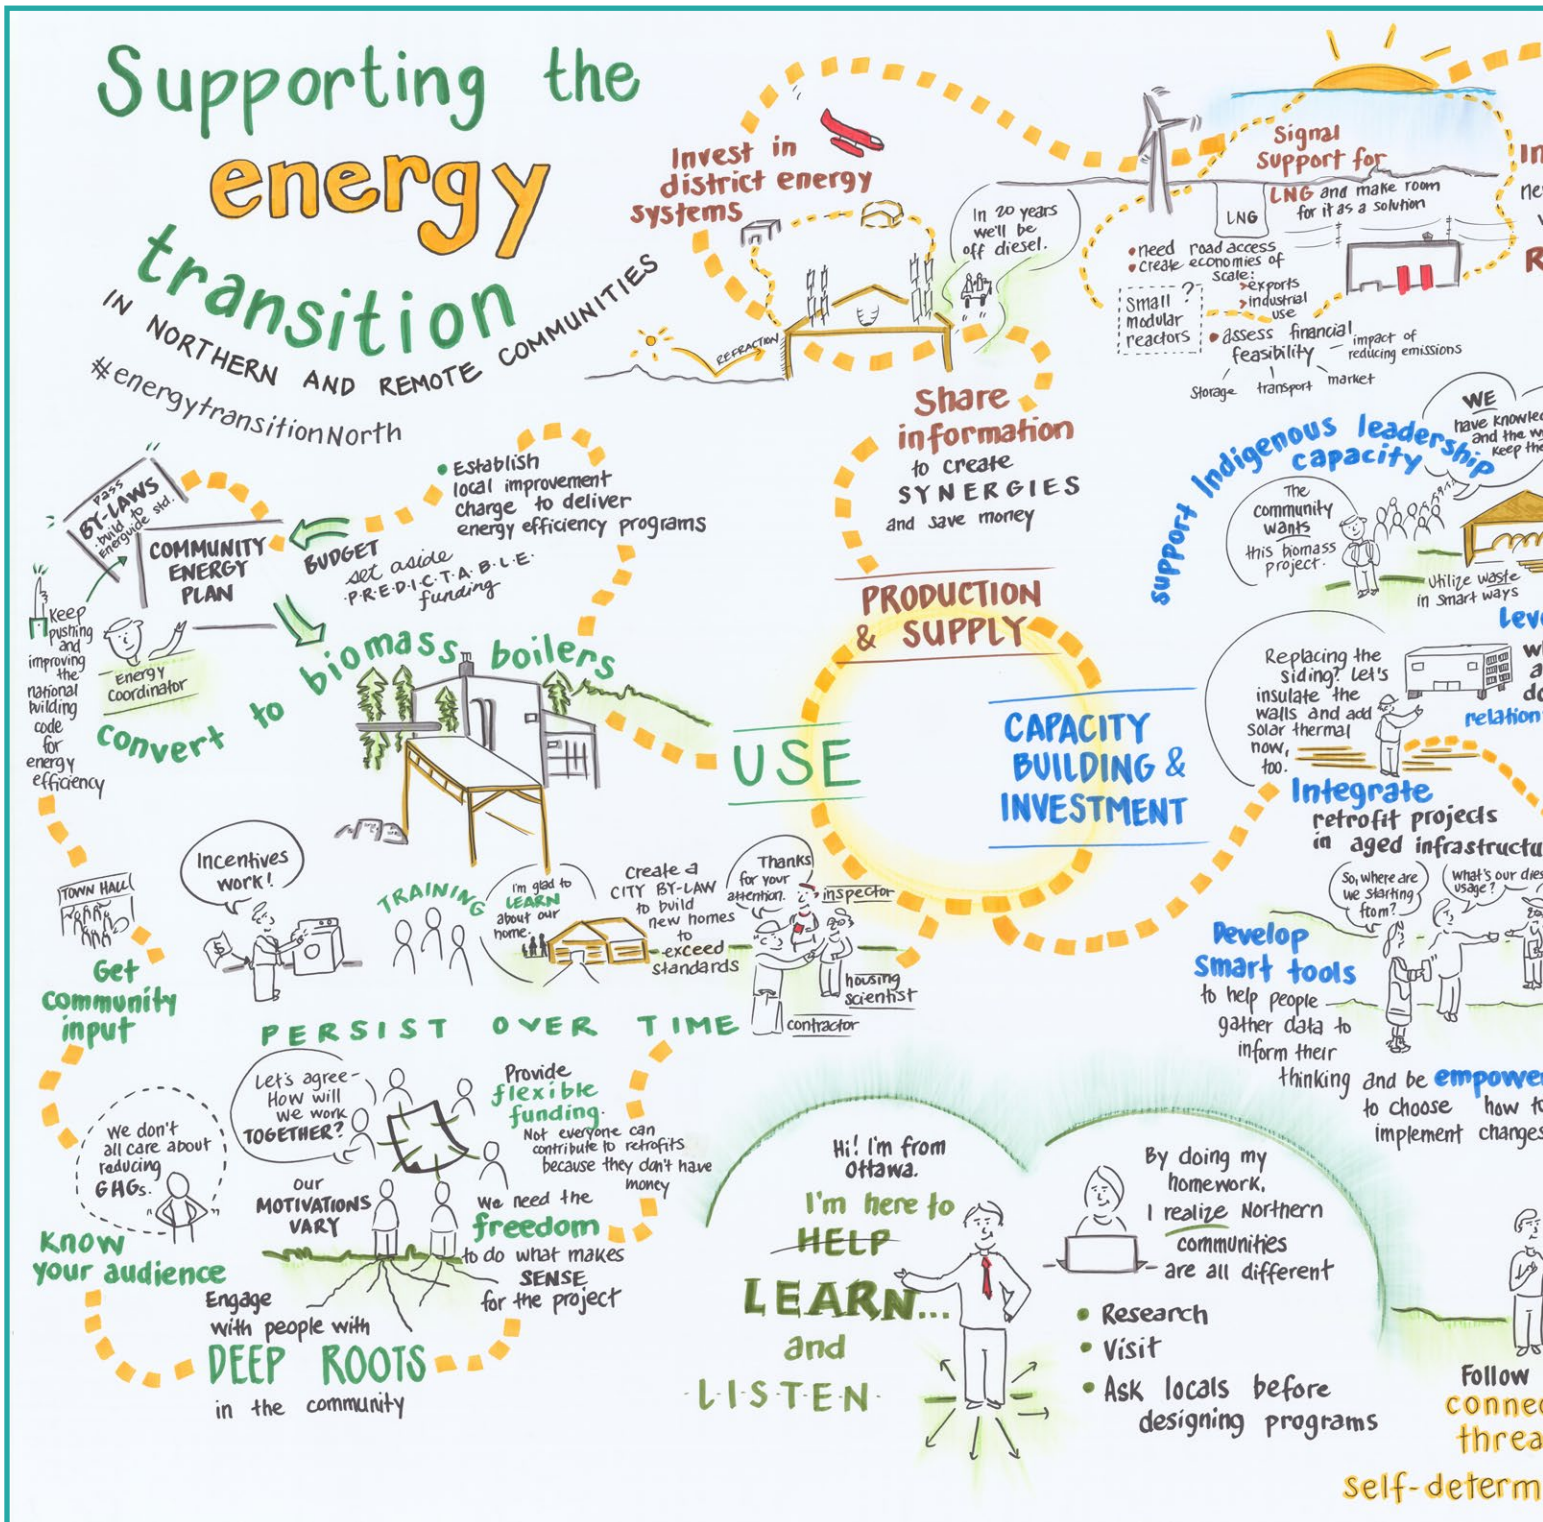 Supporting the
energy
transition
IN NORTHERN AND REMOTE COMMUNITIES
#energytransitionNorth
Invest in
district energy
systems
REFRACTION
In 20 years
we'll be
off diesel.
Share
information
to create
SYNERGIES
and save money
PRODUCTION
& SUPPLY
Signal
support for
LNG and make room
for it as a solution
LNG
• need road access
• create economies of
scale:
> exports
> industrial
use
Small ?
modular
reactors
• assess financial
feasibility
impact of
reducing emissions
Storage
transport
market
In
R
support Indigenous leadership
capacity
WE
The
community
wants
this biomass
project.
Utilize waste
in smart ways
Replacing the
siding? Let's
insulate the
walls and add
solar thermal
now,
too.
Integrate
retrofit projects
in aged
CAPACITY
BUILDING &
INVESTMENT
So, where are
we starting
from?
What's our
usage?
Develop
Smart tools
to help people
gather data to
inform their
thinking and be
to choose how to
implement changes
USE
• Establish
local improvement
charge to deliver
energy efficiency programs
BUDGET
set aside
P·R·E·D·I·C·T·A·B·L·E·
funding
Pass
BY-LAWS
• build to
Energuide std.
COMMUNITY
ENERGY
PLAN
Energy
Coordinator
Keep
pushing
and
improving
the
national
building
code
for
energy
efficiency
convert to biomass boilers
TOWN HALL
Get
community
input
Incentives
work!
$
TRAINING
I'm glad to
LEARN
about our
home.
Create a
CITY BY-LAW
to build
new homes
to
exceed
standards
Thanks
for your
attention.
inspector
housing
scientist
contractor
PERSIST OVER TIME
We don't
all care about
reducing
GHGs.
Know
your audience
Let's agree-
How will
we work
TOGETHER?
our
MOTIVATIONS
VARY
Provide
flexible
funding.
Not everyone can
contribute to retrofits
because they don't have
money
We need the
freedom
to do what makes
SENSE
for the project
Engage
with people with
DEEP ROOTS
in the community
Hi! I'm from
Ottawa.
I'm here to
HELP
LEARN...
and
·L·I·S·T·E·N·
By doing my
homework,
I realize Northern
communities
are all different
• Research
• Visit
• Ask locals before
designing programs
Follow